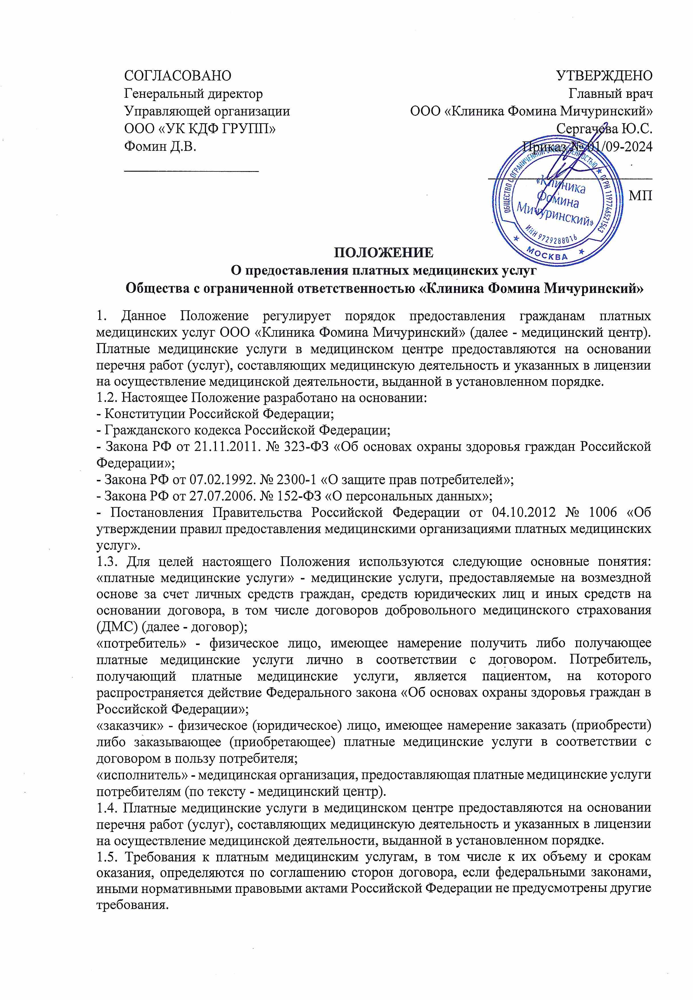 СОГЛАСОВАНО
Генеральный директор
Управляющей организации
ООО «УК КДФ ГРУПП»
Фомин Д.В.
УТВЕРЖДЕНО
Главный врач
ООО «Клиника Фомина Мичуринский»
Сергачева Ю.С.
Приказ № 01/09-2024
МП
ОБЩЕСТВО С ОГРАНИЧЕННОЙ ОТВЕТСТВЕННОСТЬЮ ★ ОГРН 1197746521543
«Клиника
Фомина
Мичуринский»
ИНН 9729288016
★ МОСКВА ★
ПОЛОЖЕНИЕ
О предоставления платных медицинских услуг
Общества с ограниченной ответственностью «Клиника Фомина Мичуринский»
1. Данное Положение регулирует порядок предоставления гражданам платных
медицинских услуг ООО «Клиника Фомина Мичуринский» (далее - медицинский центр).
Платные медицинские услуги в медицинском центре предоставляются на основании
перечня работ (услуг), составляющих медицинскую деятельность и указанных в лицензии
на осуществление медицинской деятельности, выданной в установленном порядке.
1.2. Настоящее Положение разработано на основании:
- Конституции Российской Федерации;
- Гражданского кодекса Российской Федерации;
- Закона РФ от 21.11.2011. № 323-ФЗ «Об основах охраны здоровья граждан Российской
Федерации»;
- Закона РФ от 07.02.1992. № 2300-1 «О защите прав потребителей»;
- Закона РФ от 27.07.2006. № 152-ФЗ «О персональных данных»;
- Постановления Правительства Российской Федерации от 04.10.2012 № 1006 «Об
утверждении правил предоставления медицинскими организациями платных медицинских
услуг».
1.3. Для целей настоящего Положения используются следующие основные понятия:
«платные медицинские услуги» - медицинские услуги, предоставляемые на возмездной
основе за счет личных средств граждан, средств юридических лиц и иных средств на
основании договора, в том числе договоров добровольного медицинского страхования
(ДМС) (далее - договор);
«потребитель» - физическое лицо, имеющее намерение получить либо получающее
платные медицинские услуги лично в соответствии с договором. Потребитель,
получающий платные медицинские услуги, является пациентом, на которого
распространяется действие Федерального закона «Об основах охраны здоровья граждан в
Российской Федерации»;
«заказчик» - физическое (юридическое) лицо, имеющее намерение заказать (приобрести)
либо заказывающее (приобретающее) платные медицинские услуги в соответствии с
договором в пользу потребителя;
«исполнитель» - медицинская организация, предоставляющая платные медицинские услуги
потребителям (по тексту - медицинский центр).
1.4. Платные медицинские услуги в медицинском центре предоставляются на основании
перечня работ (услуг), составляющих медицинскую деятельность и указанных в лицензии
на осуществление медицинской деятельности, выданной в установленном порядке.
1.5. Требования к платным медицинским услугам, в том числе к их объему и срокам
оказания, определяются по соглашению сторон договора, если федеральными законами,
иными нормативными правовыми актами Российской Федерации не предусмотрены другие
требования.